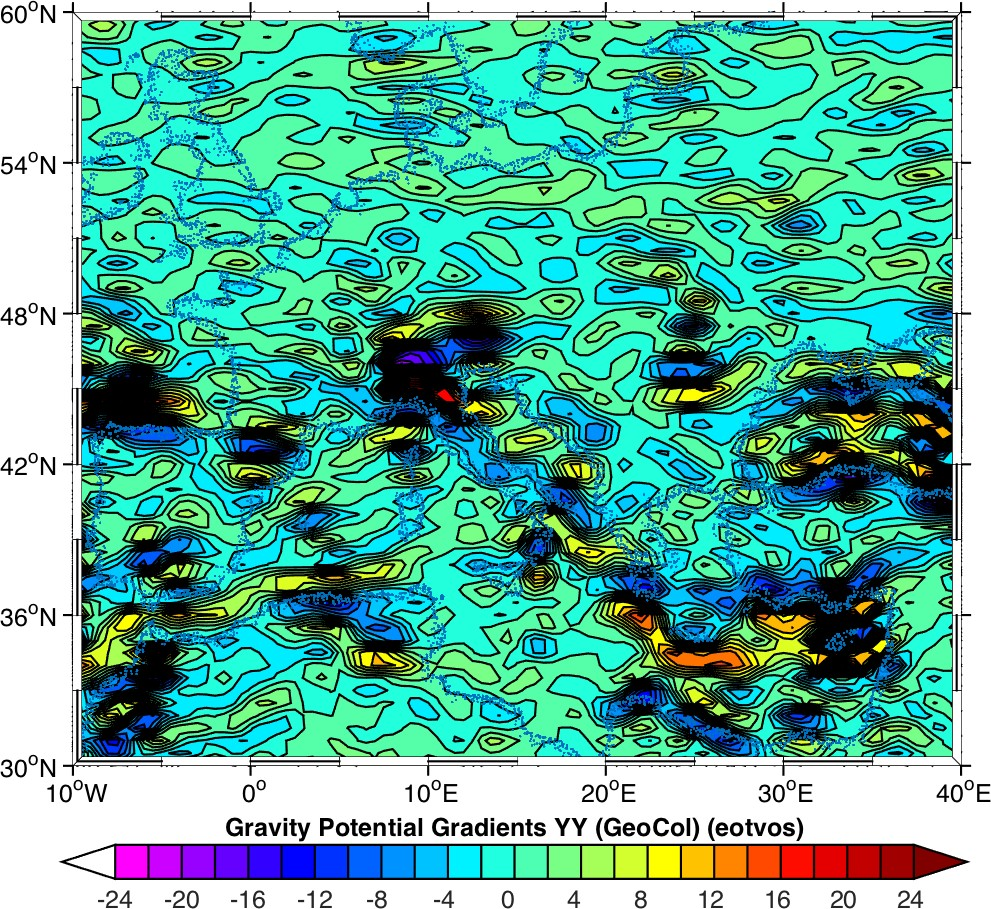 60°N
54°N
48°N
42°N
36°N
30°N
10°W 0° 10°E 20°E 30°E 40°E
Gravity Potential Gradients YY (GeoCol) (eotvos)
-24 -20 -16 -12 -8 -4 0 4 8 12 16 20 24